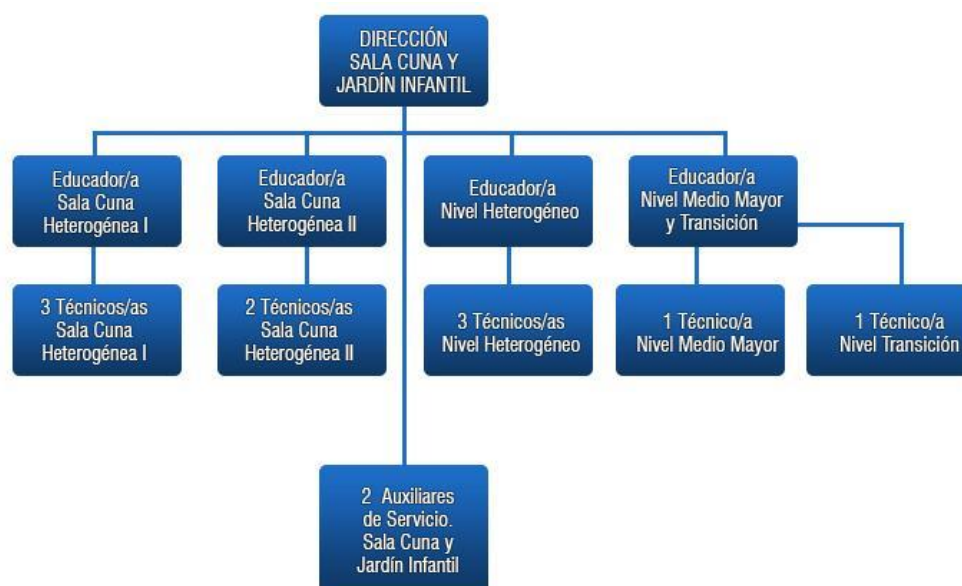 DIRECCIÓN
SALA CUNA Y
JARDÍN INFANTIL
Educador/a
Sala Cuna
Heterogénea I
Educador/a
Sala Cuna
Heterogénea II
Educador/a
Nivel Heterogéneo
Educador/a
Nivel Medio Mayor
y Transición
3 Técnicos/as
Sala Cuna
Heterogénea I
2 Técnicos/as
Sala Cuna
Heterogénea II
3 Técnicos/as
Nivel Heterogéneo
1 Técnico/a
Nivel Medio Mayor
1 Técnico/a
Nivel Transición
2 Auxiliares
de Servicio.
Sala Cuna y
Jardín Infantil